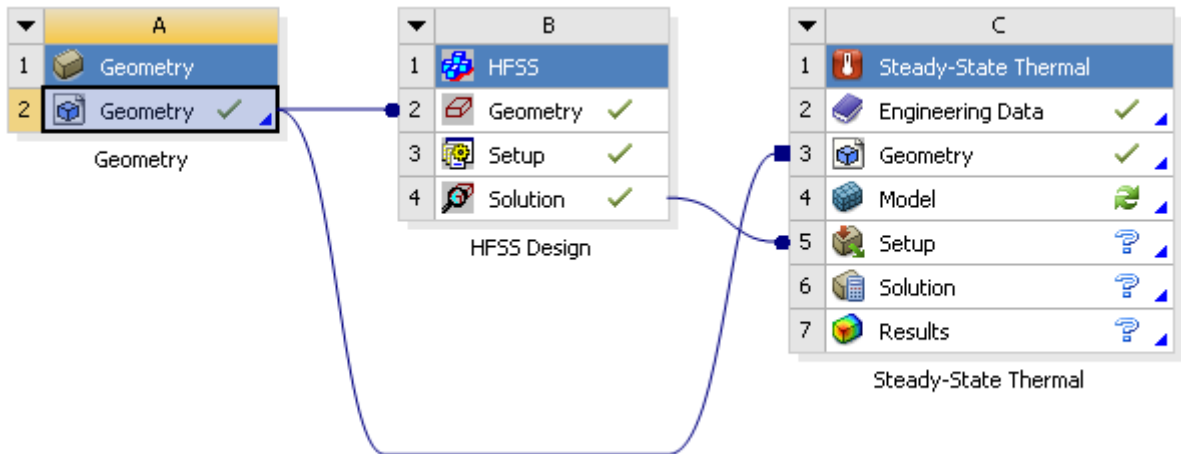 A
1 Geometry
2 Geometry
Geometry
B
1 HFSS
2 Geometry
3 Setup
4 Solution
HFSS Design
C
1 Steady-State Thermal
2 Engineering Data
3 Geometry
4 Model
5 Setup
6 Solution
7 Results
Steady-State Thermal